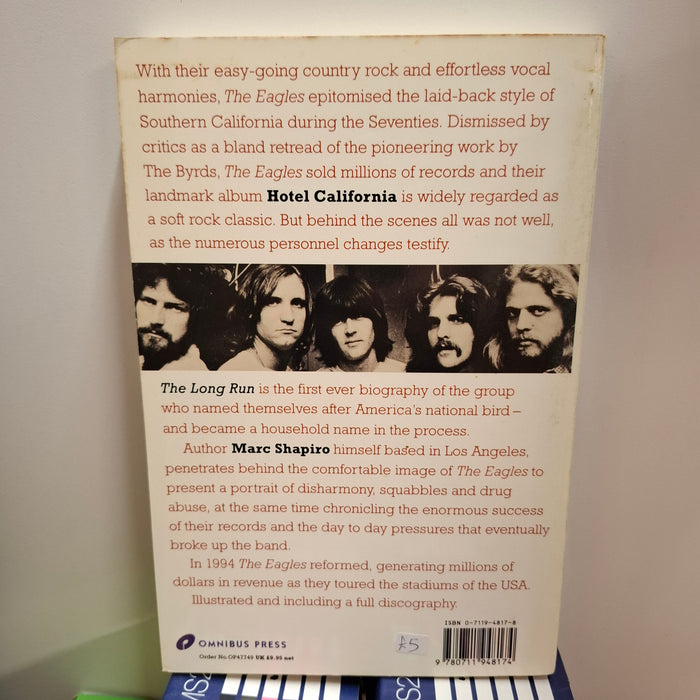 With their easy-going country rock and effortless vocal
harmonies, The Eagles epitomised the laid-back style of
Southern California during the Seventies. Dismissed by
critics as a bland retread of the pioneering work by
The Byrds, The Eagles sold millions of records and their
landmark album Hotel California is widely regarded as
a soft rock classic. But behind the scenes all was not well,
as the numerous personnel changes testify.
The Long Run is the first ever biography of the group
who named themselves after America's national bird –
and became a household name in the process.
Author Marc Shapiro himself based in Los Angeles,
penetrates behind the comfortable image of The Eagles to
present a portrait of disharmony, squabbles and drug
abuse, at the same time chronicling the enormous success
of their records and the day to day pressures that eventually
broke up the band.
In 1994 The Eagles reformed, generating millions of
dollars in revenue as they toured the stadiums of the USA.
Illustrated and including a full discography.
OMNIBUS PRESS
Order No. OP47749 UK £9.95 net
£5
ISBN 0-7119-4817-8
9 780711 948174
MS2
MS2